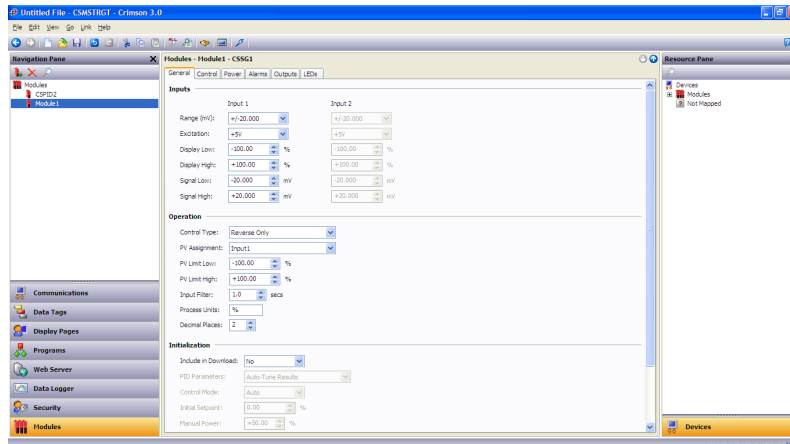 Untitled File - CSMSTRGT - Crimson 3.0
File Edit View Go Link Help
Navigation Pane X
Modules
CSPID2
Module1
Communications
Data Tags
Display Pages
Programs
Web Server
Data Logger
Security
Modules
Modules - Module1 - CSSG1
General Control Power Alarms Outputs LEDs
Inputs
Input 1 Input 2
Range (mV): +/-20.000 +/-20.000
Excitation: +5V +5V
Display Low: -100.00 % -100.00 %
Display High: +100.00 % +100.00 %
Signal Low: -20.000 mV -20.000 mV
Signal High: +20.000 mV +20.000 mV
Operation
Control Type: Reverse Only
PV Assignment: Input1
PV Limit Low: -100.00 %
PV Limit High: +100.00 %
Input Filter: 1.0 secs
Process Units: %
Decimal Places: 2
Initialization
Include in Download: No
PID Parameters: Auto-Tune Results
Control Mode: Auto
Initial Setpoint: 0.00 %
Manual Power: +50.00 %
Resource Pane
Devices
Modules
Not Mapped
Devices